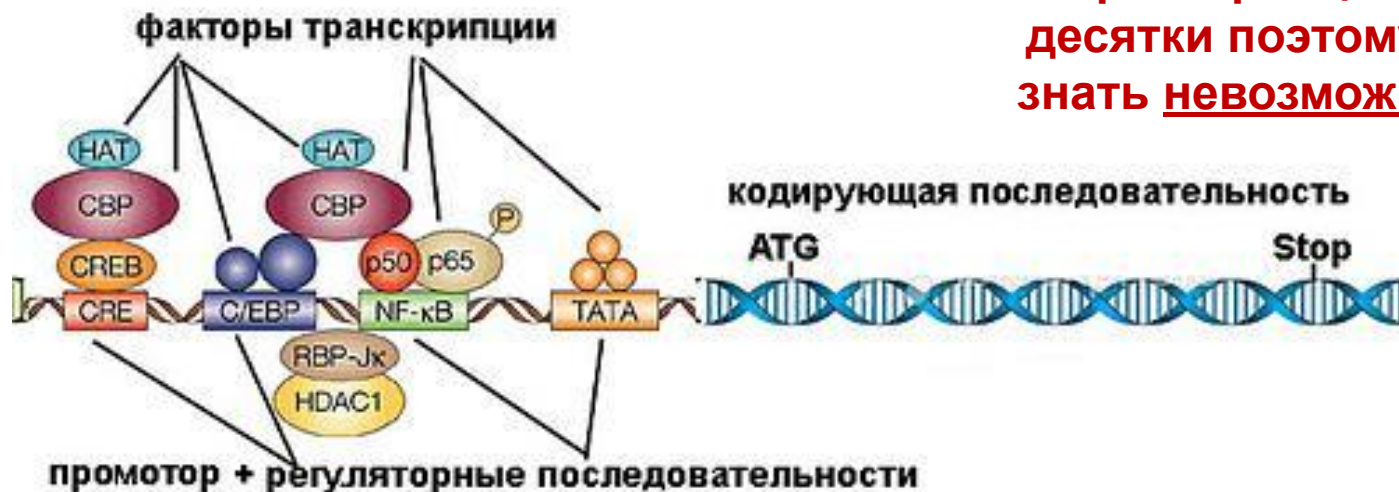 факторы транскрипции
десятки поэтому
знать невозмож
HAT
HAT
CBP
CBP
кодирующая последовательность
P
ATG
Stop
CREB
p50
p65
CRE
C/EBP
NF-κB
TATA
RBP-Jκ
HDAC1
промотор + регуляторные последовательности